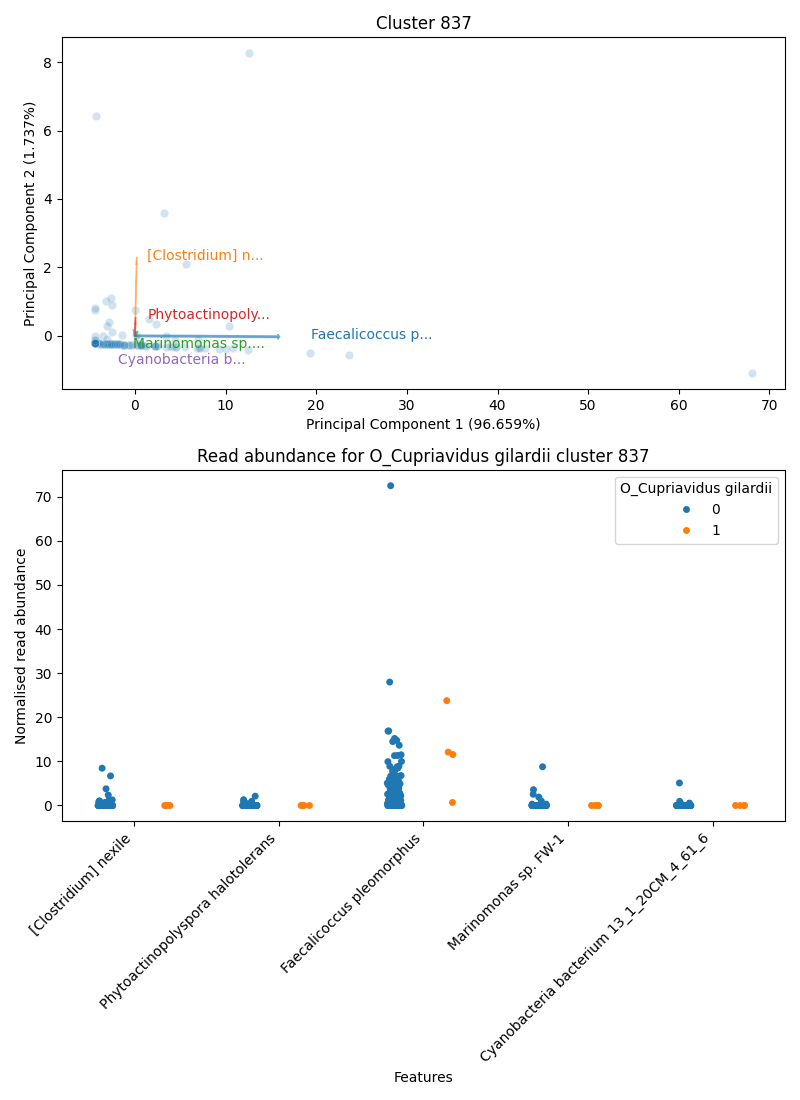 Cluster 837
Principal Component 2 (1.737%)
8
6
4
2
0
[Clostridium] n...
Phytoactinopoly...
Faecalicoccus p...
Marinomonas sp....
Cyanobacteria b...
0 10 20 30 40 50 60 70
Principal Component 1 (96.659%)
Read abundance for O_Cupriavidus gilardii cluster 837
Normalised read abundance
70
60
50
40
30
20
10
0
O_Cupriavidus gilardii
0
1
[Clostridium] nexile
Phytoactinopolyspora halotolerans
Faecalicoccus pleomorphus
Marinomonas sp. FW-1
Cyanobacteria bacterium 13_1_20CM_4_61_6
Features